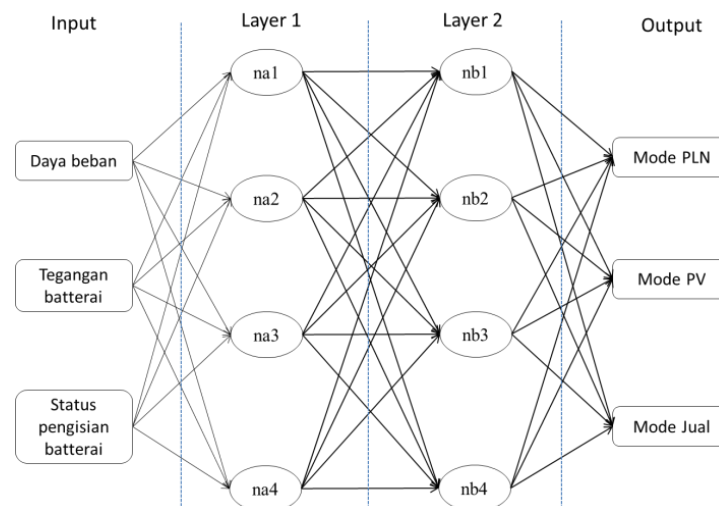 Input
Layer 1
Layer 2
Output
Daya beban
Tegangan
batterai
Status
pengisian
batterai
na1
na2
na3
na4
nb1
nb2
nb3
nb4
Mode PLN
Mode PV
Mode Jual